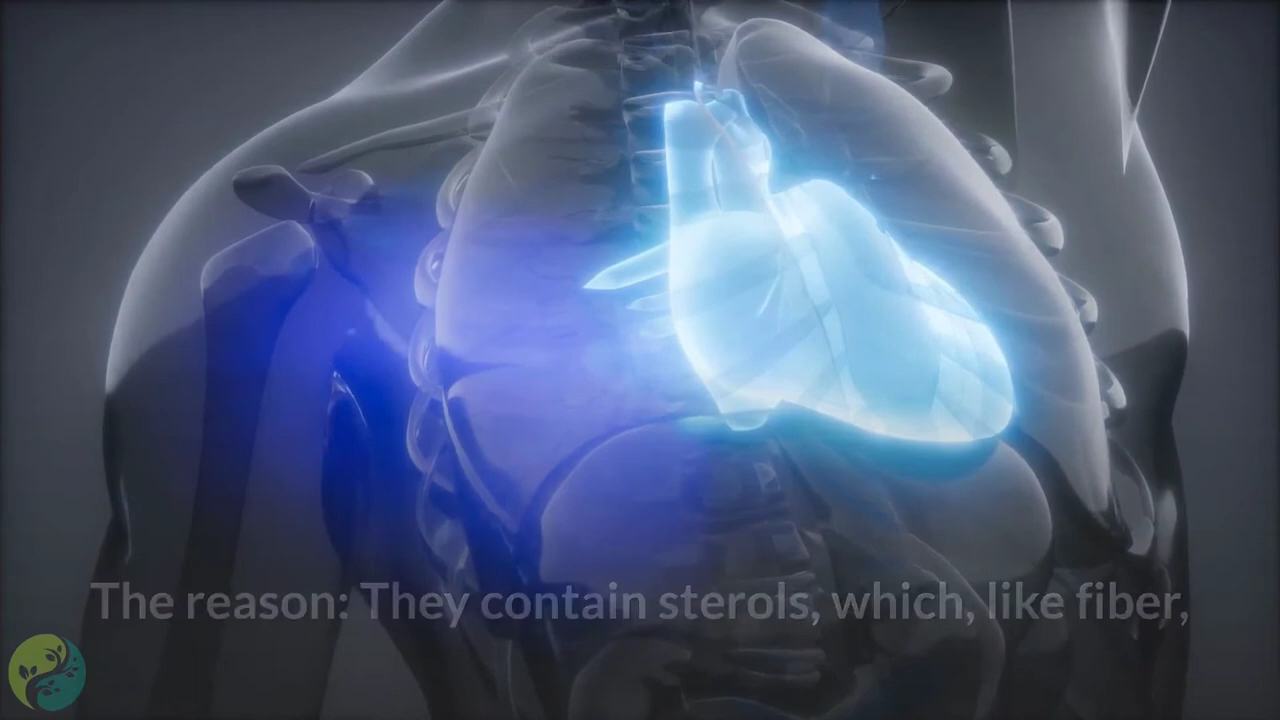 The reason: They contain sterols, which, like fiber,